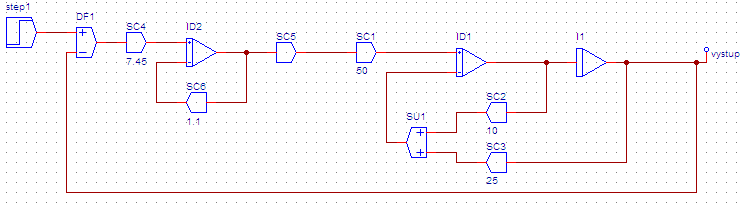 step1
DF1
SC4
ID2
SC5
SC1
ID1
I1
7.45
50
vystup
SC6
1.1
SU1
SC2
10
SC3
25